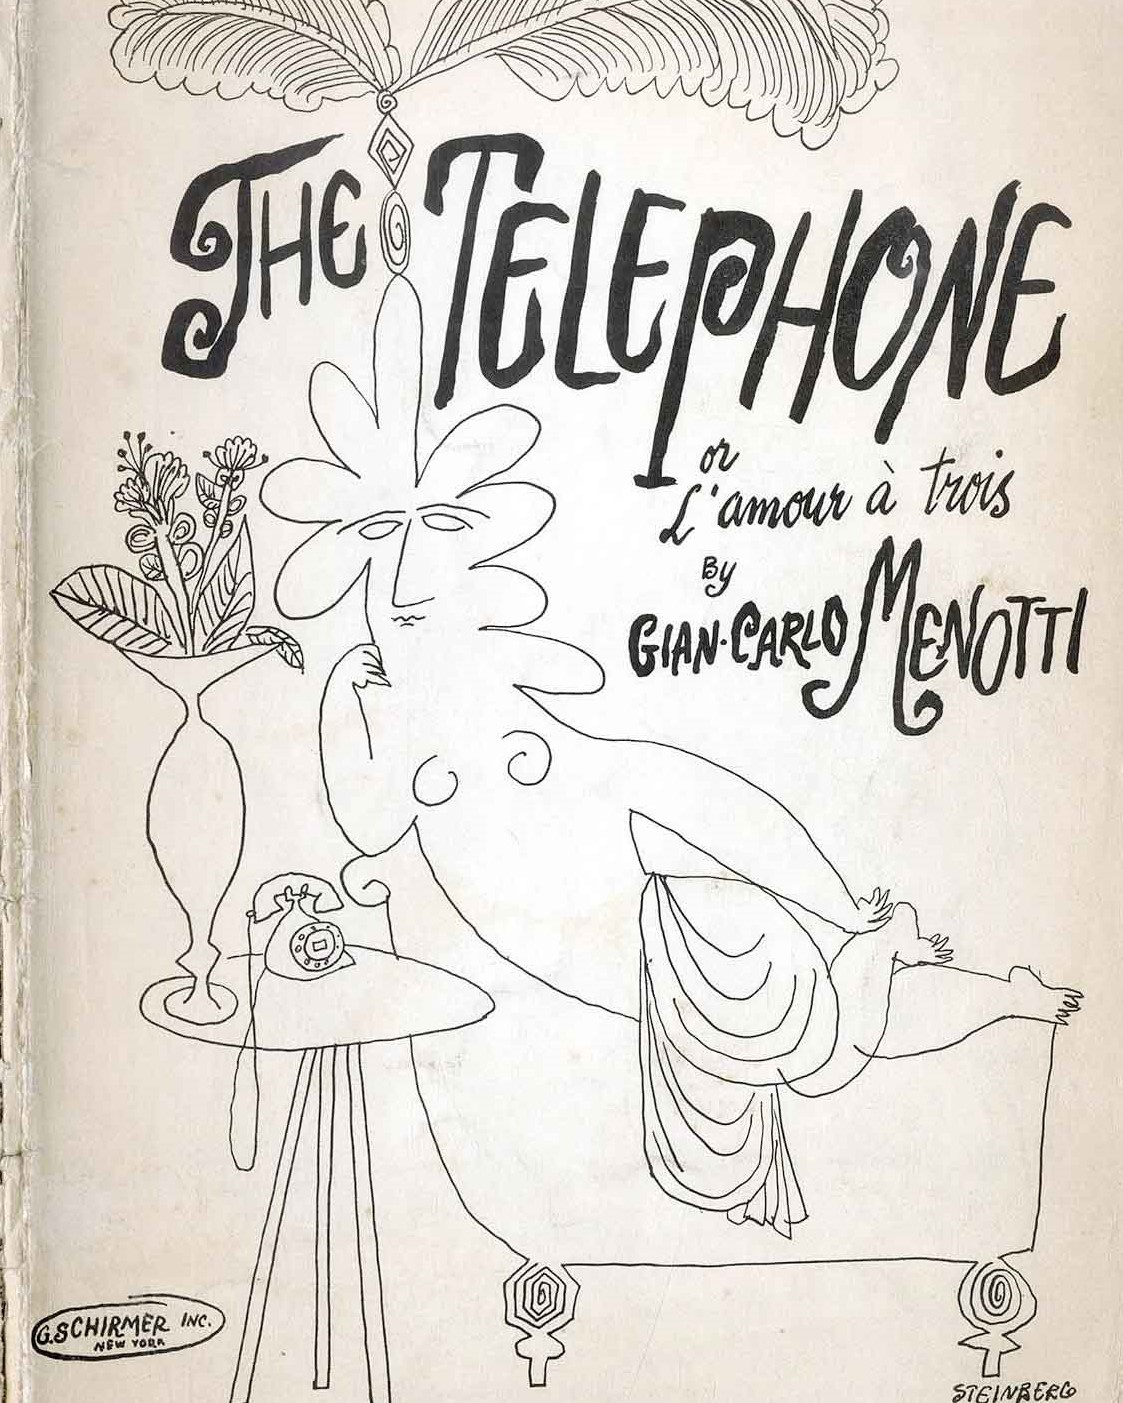 THE TELEPHONE
or
L'amour à trois
By
GIAN-CARLO MENOTTI
G. SCHIRMER INC.
NEW YORK
STEINBERG